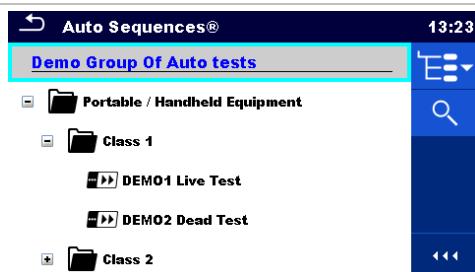 Auto Sequences® 13:23
Demo Group Of Auto tests
Portable / Handheld Equipment
Class 1
DEMO1 Live Test
DEMO2 Dead Test
Class 2